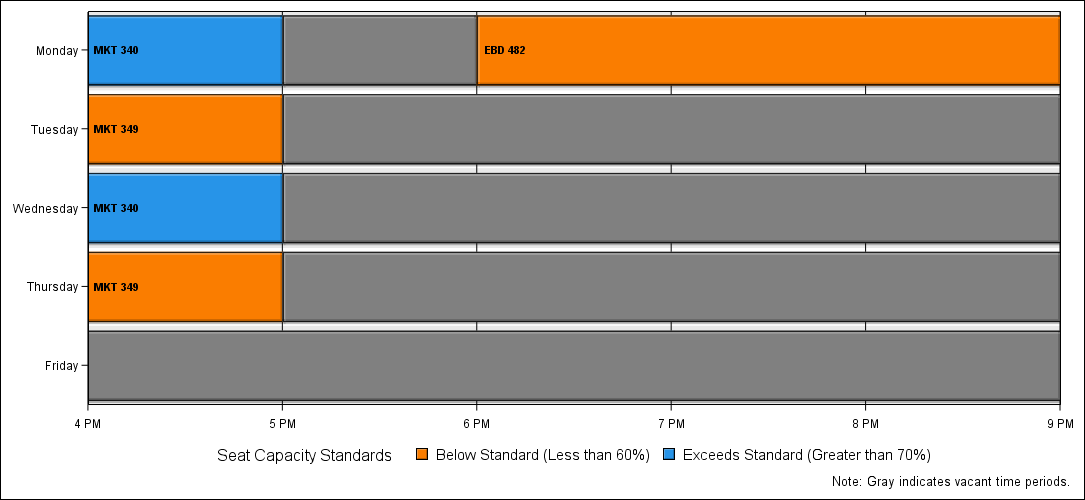 Monday MKT 340 EBD 482
Tuesday MKT 349
Wednesday MKT 340
Thursday MKT 349
Friday
4 PM 5 PM 6 PM 7 PM 8 PM 9 PM
Seat Capacity Standards Below Standard (Less than 60%) Exceeds Standard (Greater than 70%)
Note: Gray indicates vacant time periods.